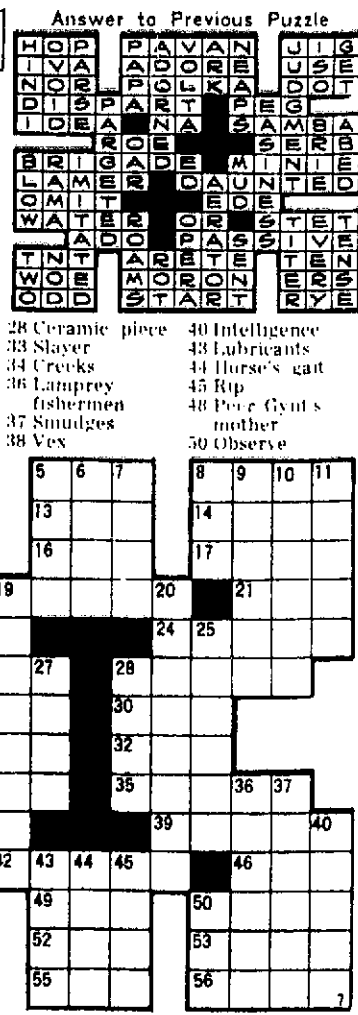 Answer to Previous Puzzle
HOP PAVAN JIG
IVA ADORE USE
NOR POLKA DOT
DISPART PEG
IDEA NA SAMBA
ROE SERB
BRIGADE MINIE
LAMER DAUNTED
OMIT EDE
WATER OR STET
ADO PASSIVE
TNT ARETE TEN
WOE MORON ERS
ODD START RYE
28 Ceramic piece
33 Slayer
34 Creeks
36 Lamprey
fishermen
37 Smudges
38 Vex
40 Intelligence
43 Lubricants
44 Horse's gait
45 Rip
48 Peer Gynt's
mother
50 Observe
5 6 7 8 9 10 11
13 14
16 17
19 20 21
24 25
27 28
30
32
35 36 37
39 40
42 43 44 45 46
49 50
52 53
55 56
7